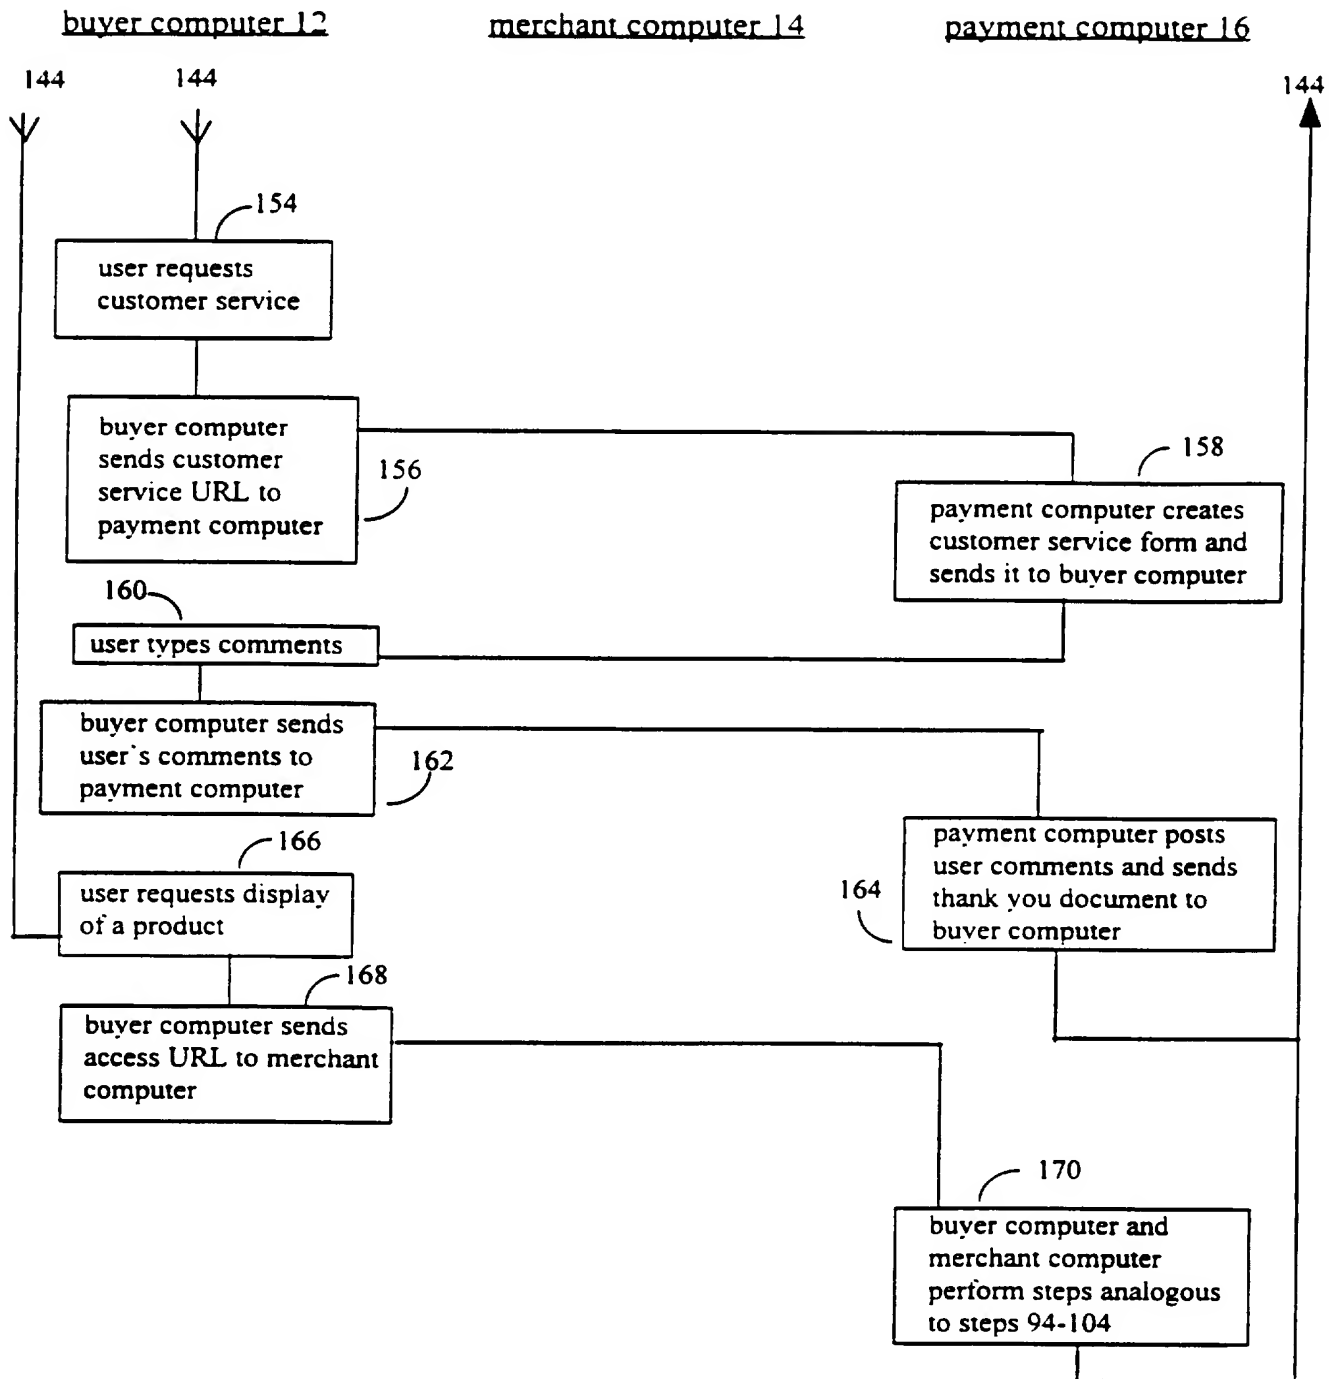 buyer computer 12
merchant computer 14
payment computer 16
144
144
144
154
user requests
customer service
buyer computer
sends customer
service URL to
payment computer
156
158
payment computer creates
customer service form and
sends it to buyer computer
160
user types comments
buyer computer sends
user's comments to
payment computer
162
payment computer posts
user comments and sends
thank you document to
buyer computer
164
166
user requests display
of a product
168
buyer computer sends
access URL to merchant
computer
170
buyer computer and
merchant computer
perform steps analogous
to steps 94-104